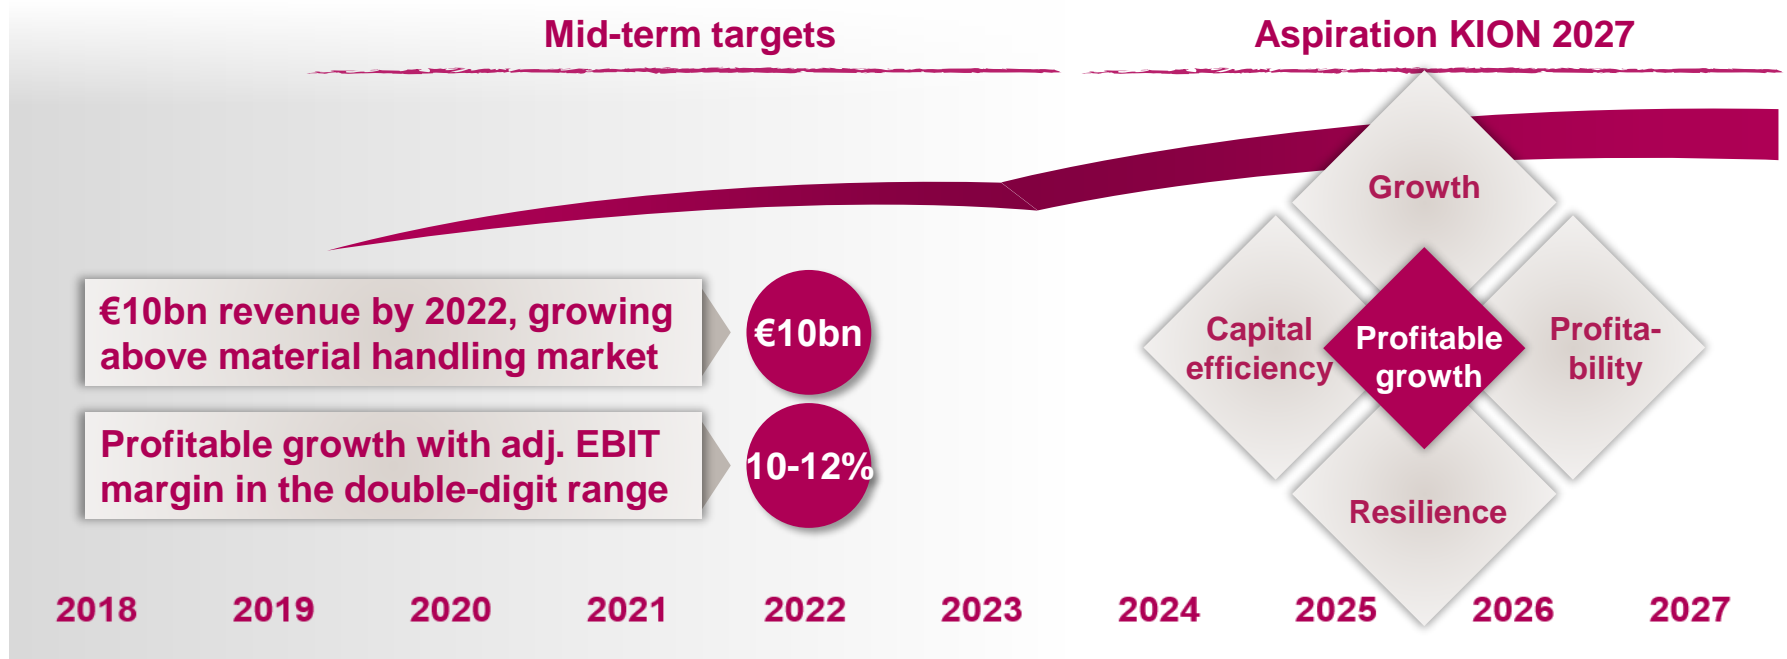 Mid-term targets
Aspiration KION 2027
€10bn revenue by 2022, growing
above material handling market
€10bn
Profitable growth with adj. EBIT
margin in the double-digit range
10-12%
Growth
Capital
efficiency
Profitable
growth
Profita-
bility
Resilience
2018 2019 2020 2021 2022 2023 2024 2025 2026 2027